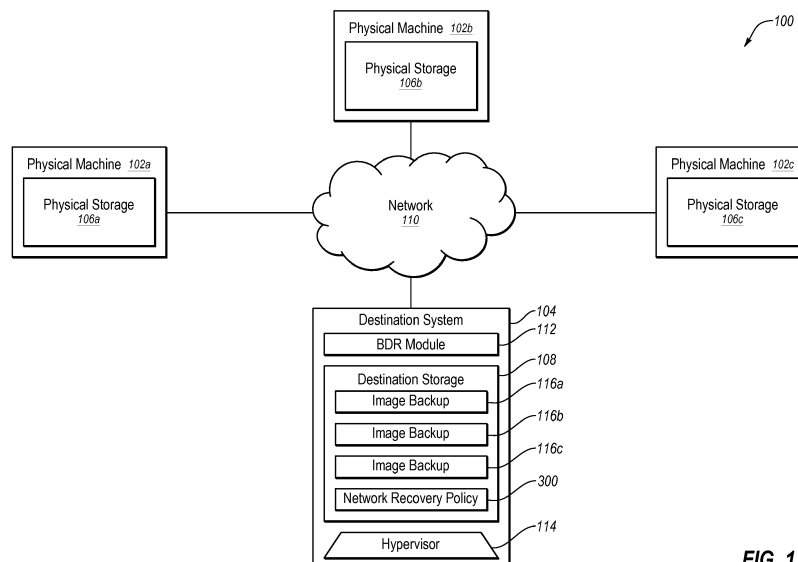 Physical Machine 102b
100
Physical Storage
106b
Physical Machine 102a
Physical Storage
106a
Network
110
Physical Machine 102c
Physical Storage
106c
Destination System
104
BDR Module
112
108
Destination Storage
116a
Image Backup
116b
Image Backup
116c
Image Backup
300
Network Recovery Policy
114
Hypervisor
FIG. 1